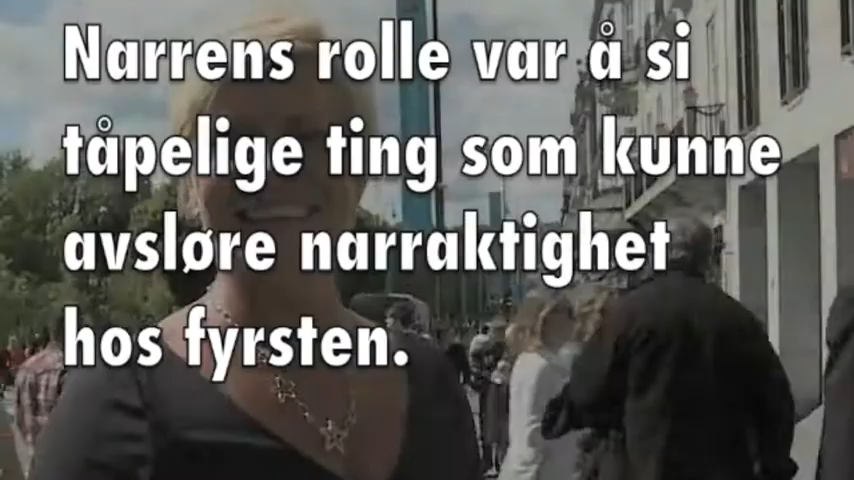 Narrens rolle var å si
tåpelige ting som kunne
avsløre narraktighet
hos fyrsten.